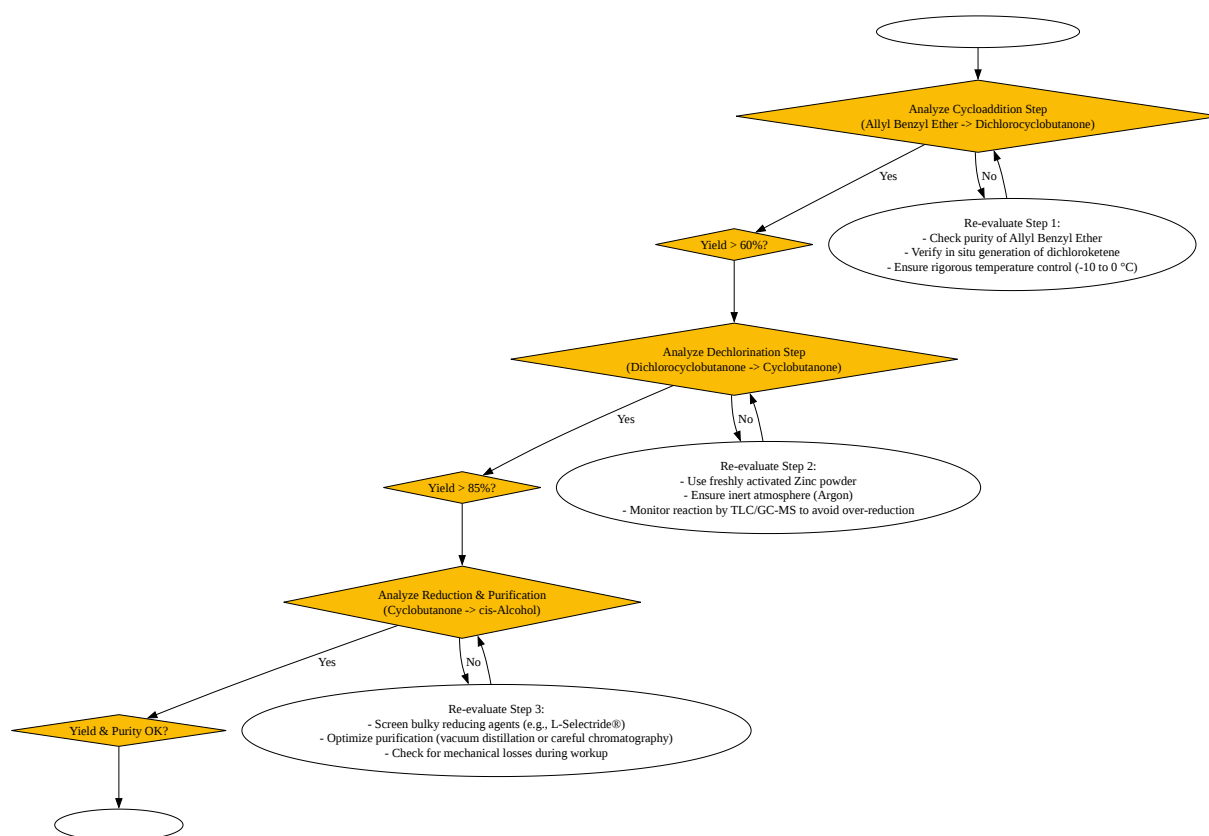 Analyze Cycloaddition Step
(Allyl Benzyl Ether -> Dichlorocyclobutanone)
Yes
No
Re-evaluate Step 1:
- Check purity of Allyl Benzyl Ether
- Verify in situ generation of dichloroketene
- Ensure rigorous temperature control (-10 to 0 °C)
Yield > 60%?
Analyze Dechlorination Step
(Dichlorocyclobutanone -> Cyclobutanone)
Yes
No
Re-evaluate Step 2:
- Use freshly activated Zinc powder
- Ensure inert atmosphere (Argon)
- Monitor reaction by TLC/GC-MS to avoid over-reduction
Yield > 85%?
Analyze Reduction & Purification
(Cyclobutanone -> cis-Alcohol)
Yes
No
Re-evaluate Step 3:
- Screen bulky reducing agents (e.g., L-Selectride®)
- Optimize purification (vacuum distillation or careful chromatography)
- Check for mechanical losses during workup
Yield & Purity OK?